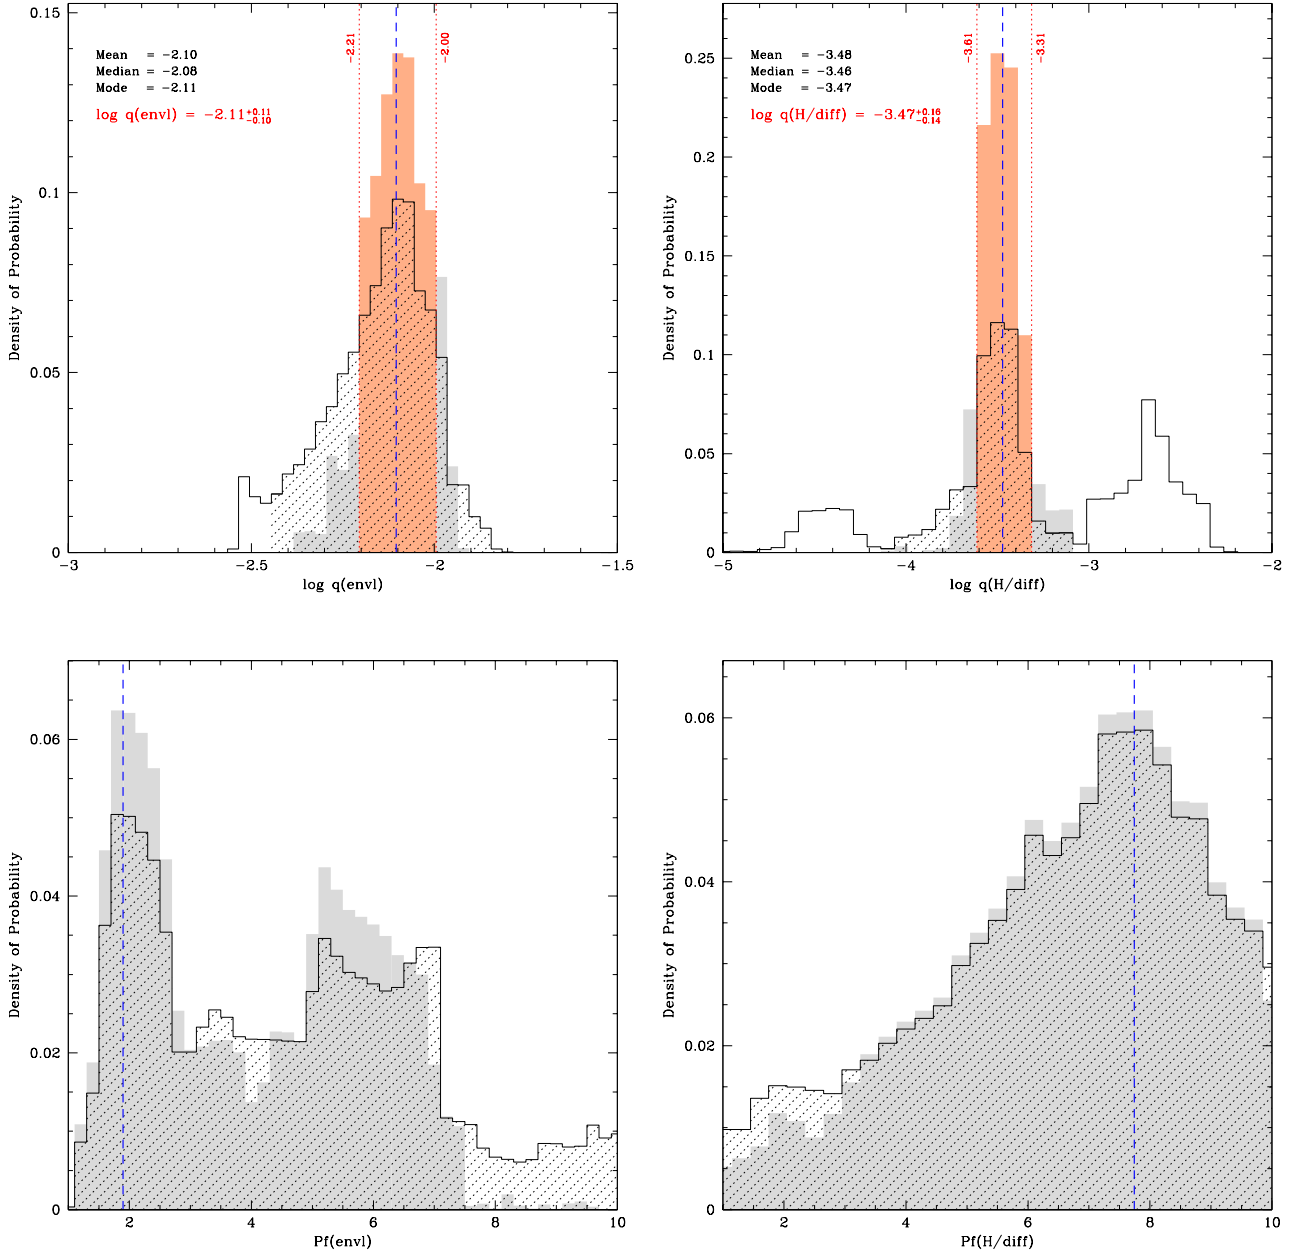 0.15
0.1
0.05
0
Density of Probability
Mean = −2.10
Median = −2.08
Mode = −2.11
log q(envl) = −2.11+0.11−0.10
−2.21
−2.00
−3
−2.5
−2
−1.5
log q(envl)
0.25
0.2
0.15
0.1
0.05
0
Density of Probability
Mean = −3.48
Median = −3.46
Mode = −3.47
log q(H/diff) = −3.47+0.16−0.14
−3.61
−3.31
−5
−4
−3
−2
log q(H/diff)
0.06
0.04
0.02
0
Density of Probability
2
4
6
8
10
Pf(envl)
0.06
0.04
0.02
0
Density of Probability
2
4
6
8
10
Pf(H/diff)